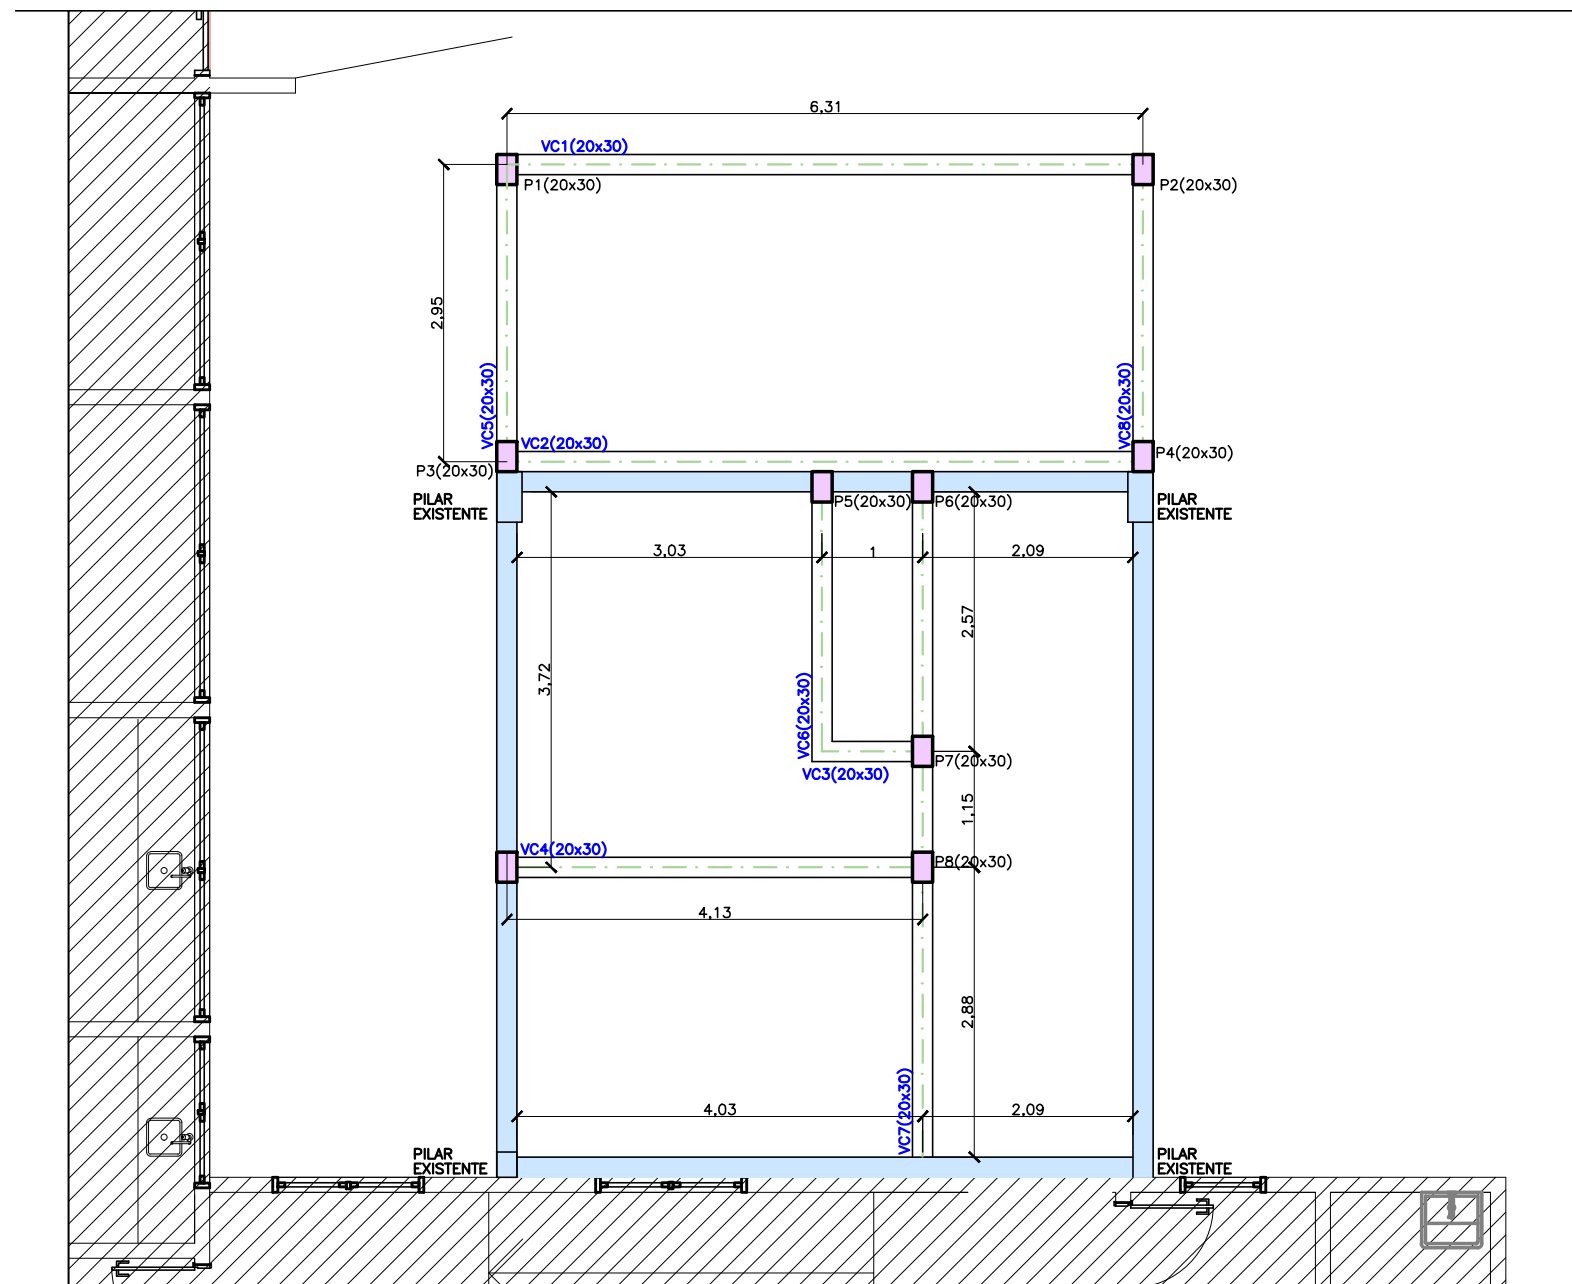 6,31
VC1(20x30)
P1(20x30)
P2(20x30)
2,95
VC5(20x30)
VC8(20x30)
VC2(20x30)
P3(20x30)
P4(20x30)
PILAR
EXISTENTE
P5(20x30)
P6(20x30)
PILAR
EXISTENTE
3,03
1
2,09
2,57
3,72
VC6(20x30)
P7(20x30)
VC3(20x30)
1,15
VC4(20x30)
P8(20x30)
4,13
2,88
VC7(20x30)
4,03
2,09
PILAR
EXISTENTE
PILAR
EXISTENTE